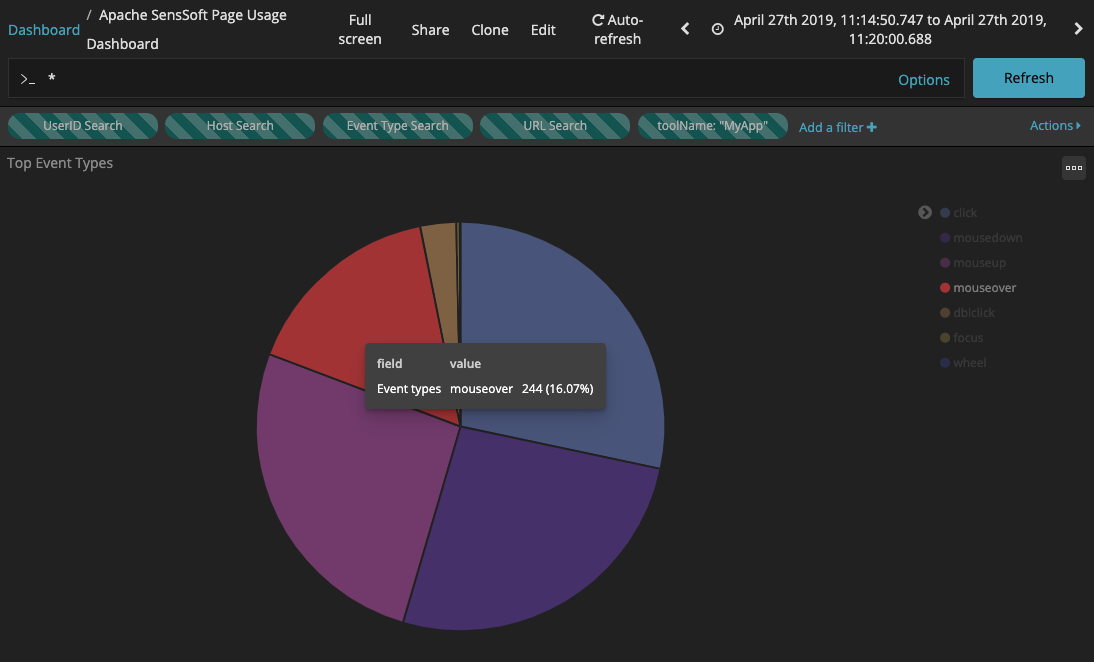 Dashboard / Apache SensSoft Page Usage
Dashboard
Full
screen
Share
Clone
Edit
Auto-
refresh
April 27th 2019, 11:14:50.747 to April 27th 2019,
11:20:00.688
>_ *
Options
Refresh
UserID Search
Host Search
Event Type Search
URL Search
toolName: "MyApp"
Add a filter +
Actions
Top Event Types
click
mousedown
mouseup
mouseover
dblclick
focus
wheel
field value
Event types mouseover 244 (16.07%)